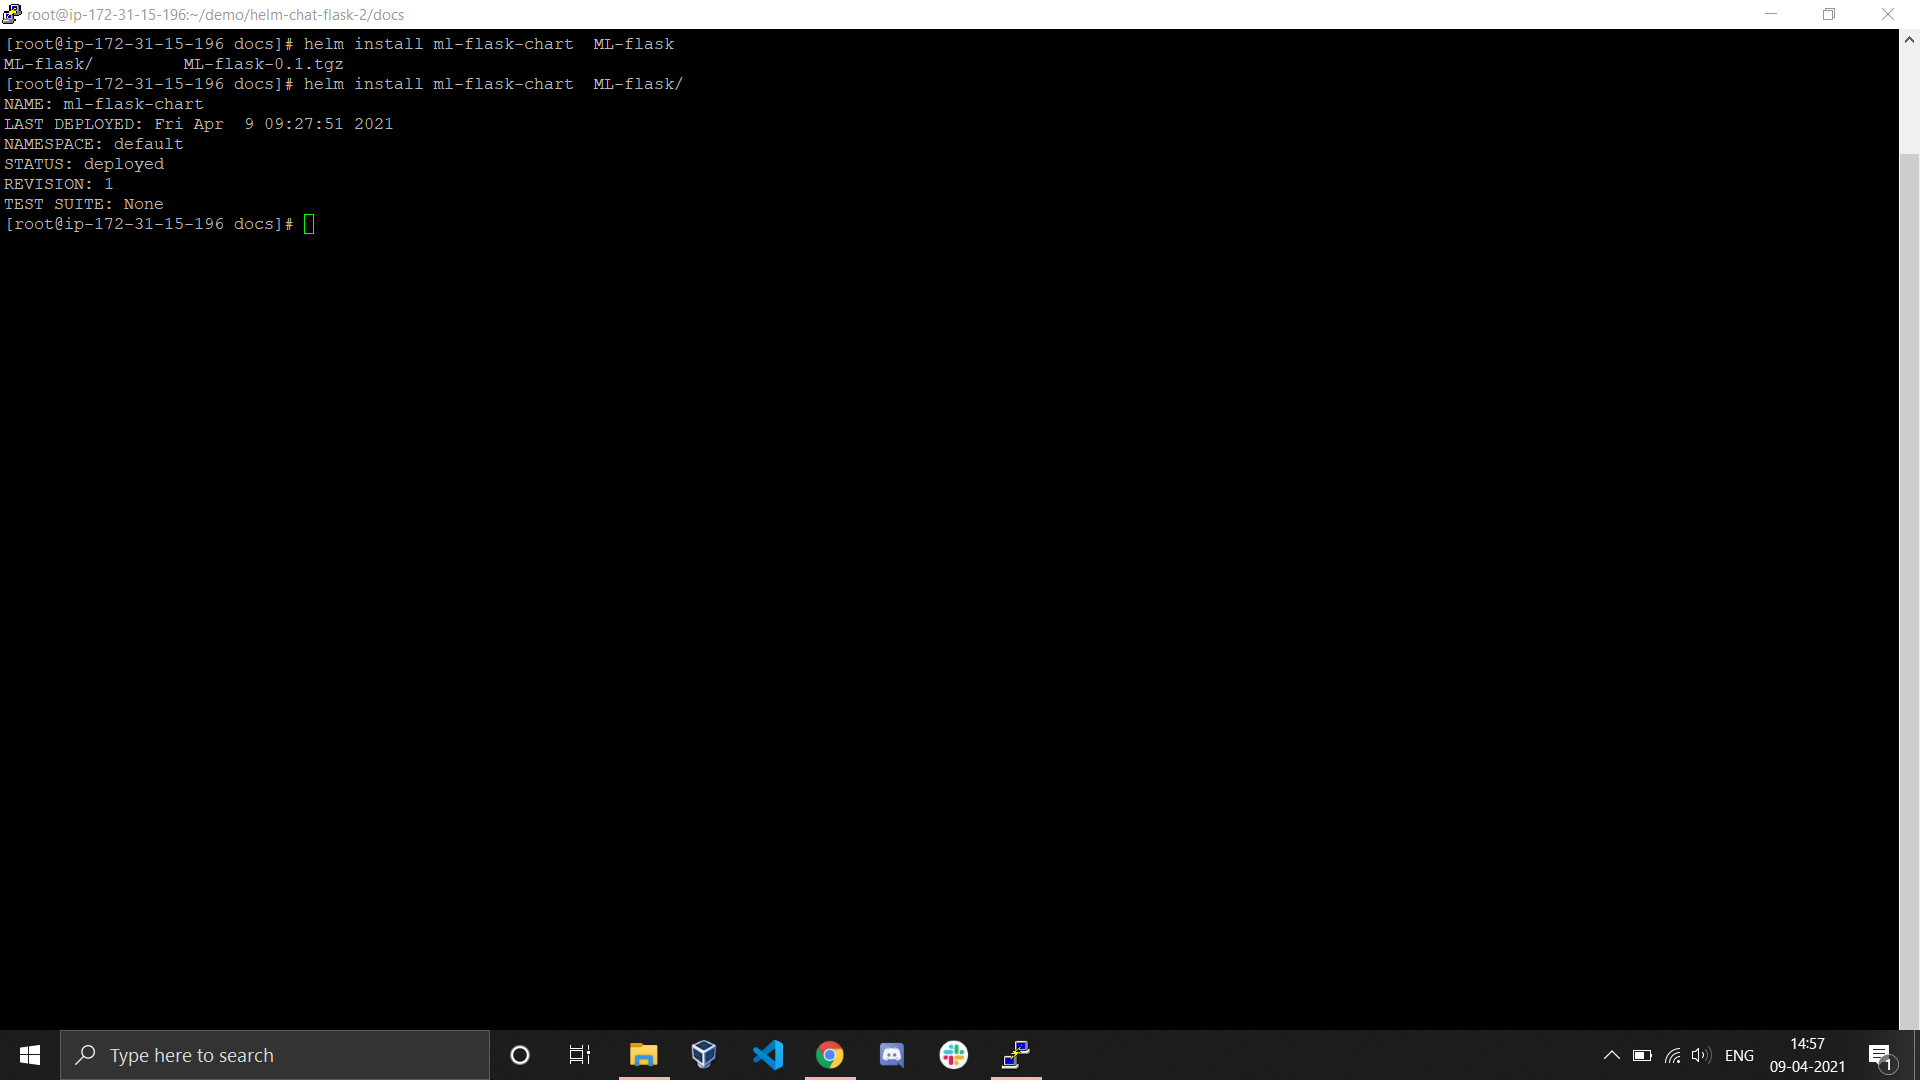 root@ip-172-31-15-196:~/demo/helm-chat-flask-2/docs
[root@ip-172-31-15-196 docs]# helm install ml-flask-chart  ML-flask
ML-flask/         ML-flask-0.1.tgz
[root@ip-172-31-15-196 docs]# helm install ml-flask-chart  ML-flask/
NAME: ml-flask-chart
LAST DEPLOYED: Fri Apr  9 09:27:51 2021
NAMESPACE: default
STATUS: deployed
REVISION: 1
TEST SUITE: None
[root@ip-172-31-15-196 docs]#
Type here to search
ENG
14:57
09-04-2021
1